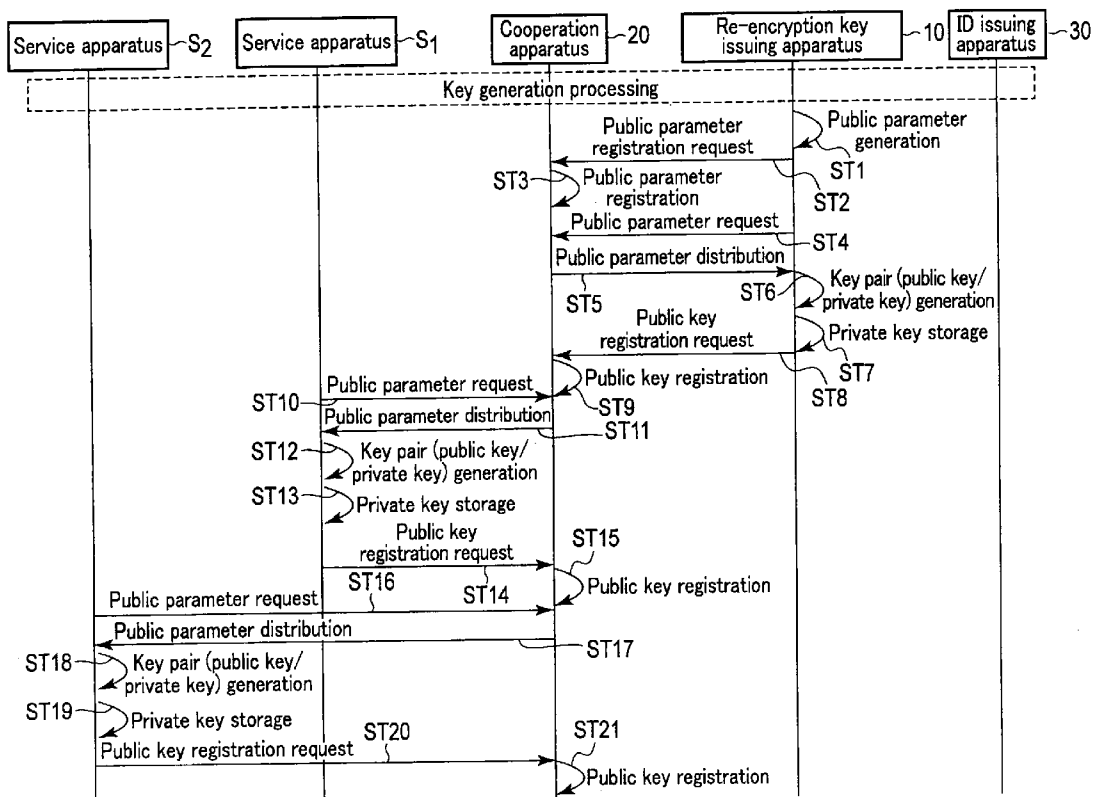 Service apparatus
S2
Service apparatus
S1
Cooperation
apparatus
20
Re-encryption key
issuing apparatus
10
ID issuing
apparatus
30
Key generation processing
Public parameter
generation
ST1
Public parameter
registration request
ST2
ST3
Public parameter
registration
Public parameter request
ST4
Public parameter distribution
ST5
ST6
Key pair (public key/
private key) generation
Private key storage
ST7
Public key
registration request
ST8
Public key registration
ST9
Public parameter request
ST10
Public parameter distribution
ST11
ST12
Key pair (public key/
private key) generation
ST13
Private key storage
Public key
registration request
ST14
ST15
Public key registration
ST16
Public parameter request
Public parameter distribution
ST17
ST18
Key pair (public key/
private key) generation
ST19
Private key storage
Public key registration request
ST20
ST21
Public key registration